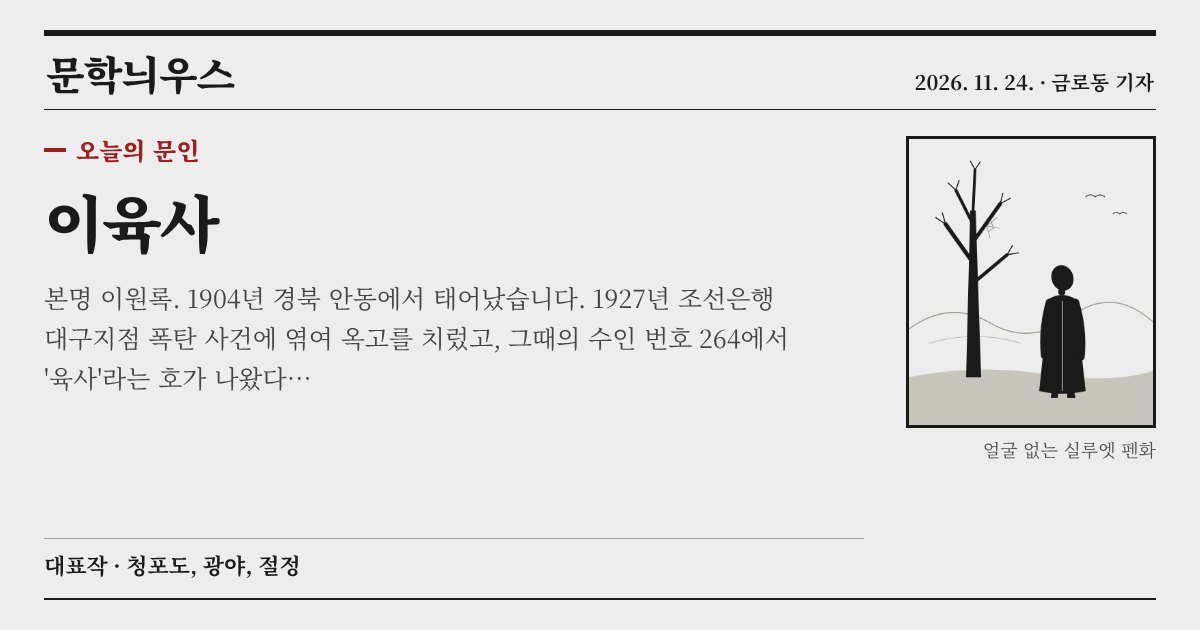 문학늬우스
2026. 11. 24. · 금로동 기자
오늘의 문인
이육사
본명 이원록. 1904년 경북 안동에서 태어났습니다. 1927년 조선은행
대구지점 폭탄 사건에 엮여 옥고를 치렀고, 그때의 수인 번호 264에서
'육사'라는 호가 나왔다…
얼굴 없는 실루엣 펜화
대표작 · 청포도, 광야, 절정